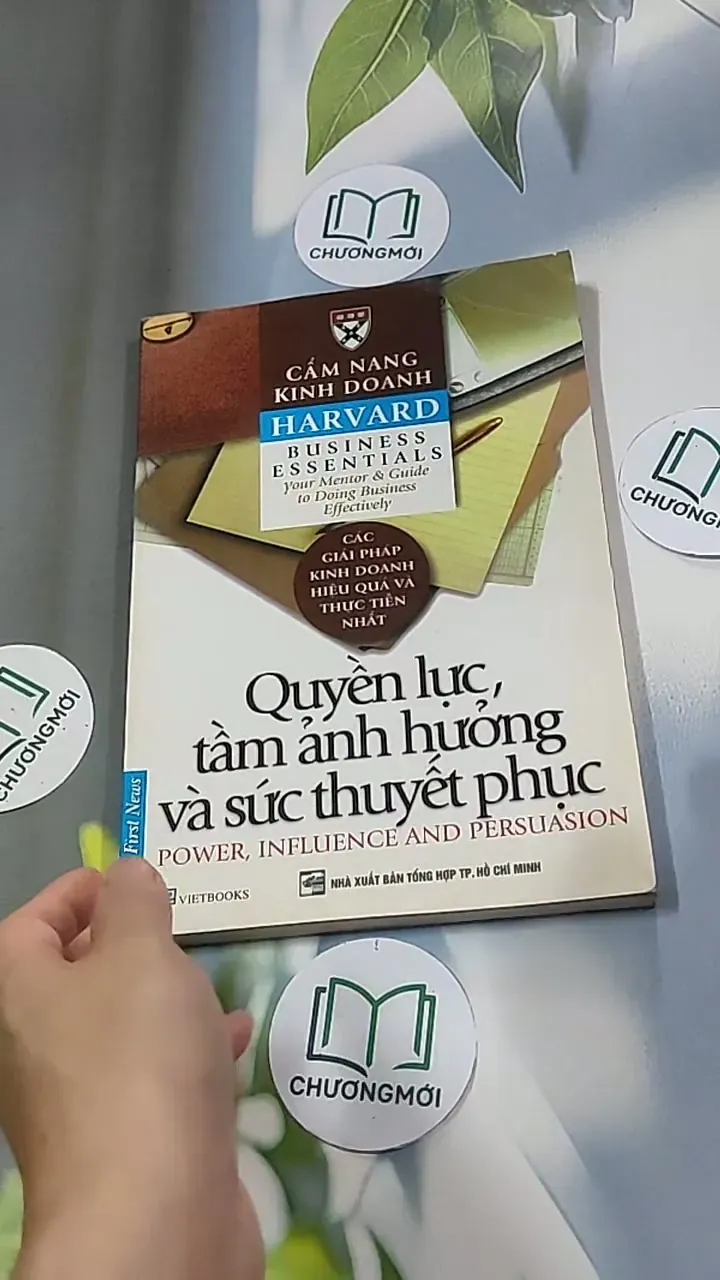 CHƯƠNGMỚI
CẨM NANG
KINH DOANH
HARVARD
BUSINESS
ESSENTIALS
Your Mentor & Guide
to Doing Business
Effectively
CHƯƠNGM
CÁC
GIẢI PHÁP
KINH DOANH
HIỆU QUẢ VÀ
THỰC TIỄN
NHẤT
Quyền lực,
tầm ảnh hưởng
và sức thuyết phục
POWER, INFLUENCE AND PERSUASION
CHƯƠNGMỚI
First News
VIETBOOKS
NHÀ XUẤT BẢN TỔNG HỢP TP. HỒ CHÍ MINH
CHƯƠNGMỚI